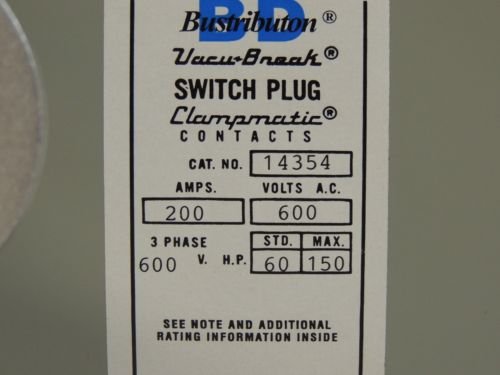 BD
Bustributon®
Vacu-Break®
SWITCH PLUG
Clampmatic®
CONTACTS
CAT. NO. 14354
AMPS. VOLTS A.C.
200 600
3 PHASE STD. MAX.
600 V. H.P. 60 150
SEE NOTE AND ADDITIONAL
RATING INFORMATION INSIDE